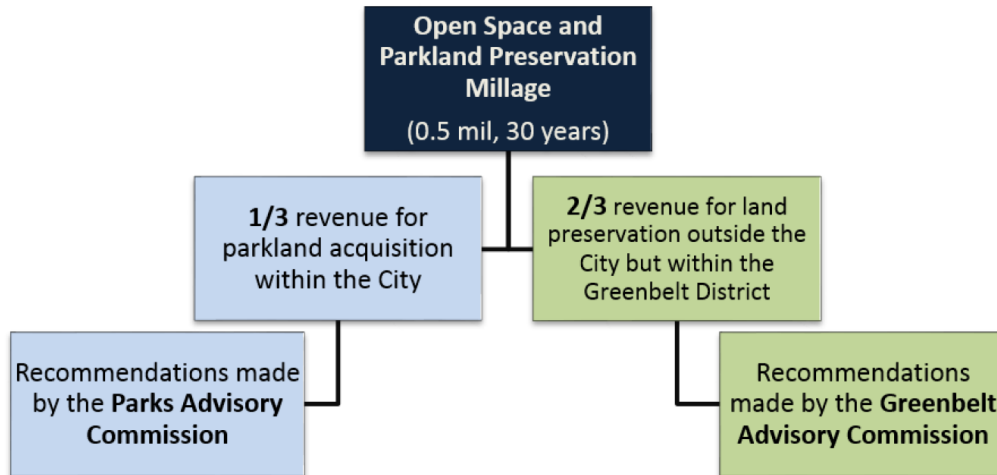 Open Space and
Parkland Preservation
Millage
(0.5 mil, 30 years)
1/3 revenue for
parkland acquisition
within the City
2/3 revenue for land
preservation outside the
City but within the
Greenbelt District
Recommendations made
by the Parks Advisory
Commission
Recommendations
made by the Greenbelt
Advisory Commission